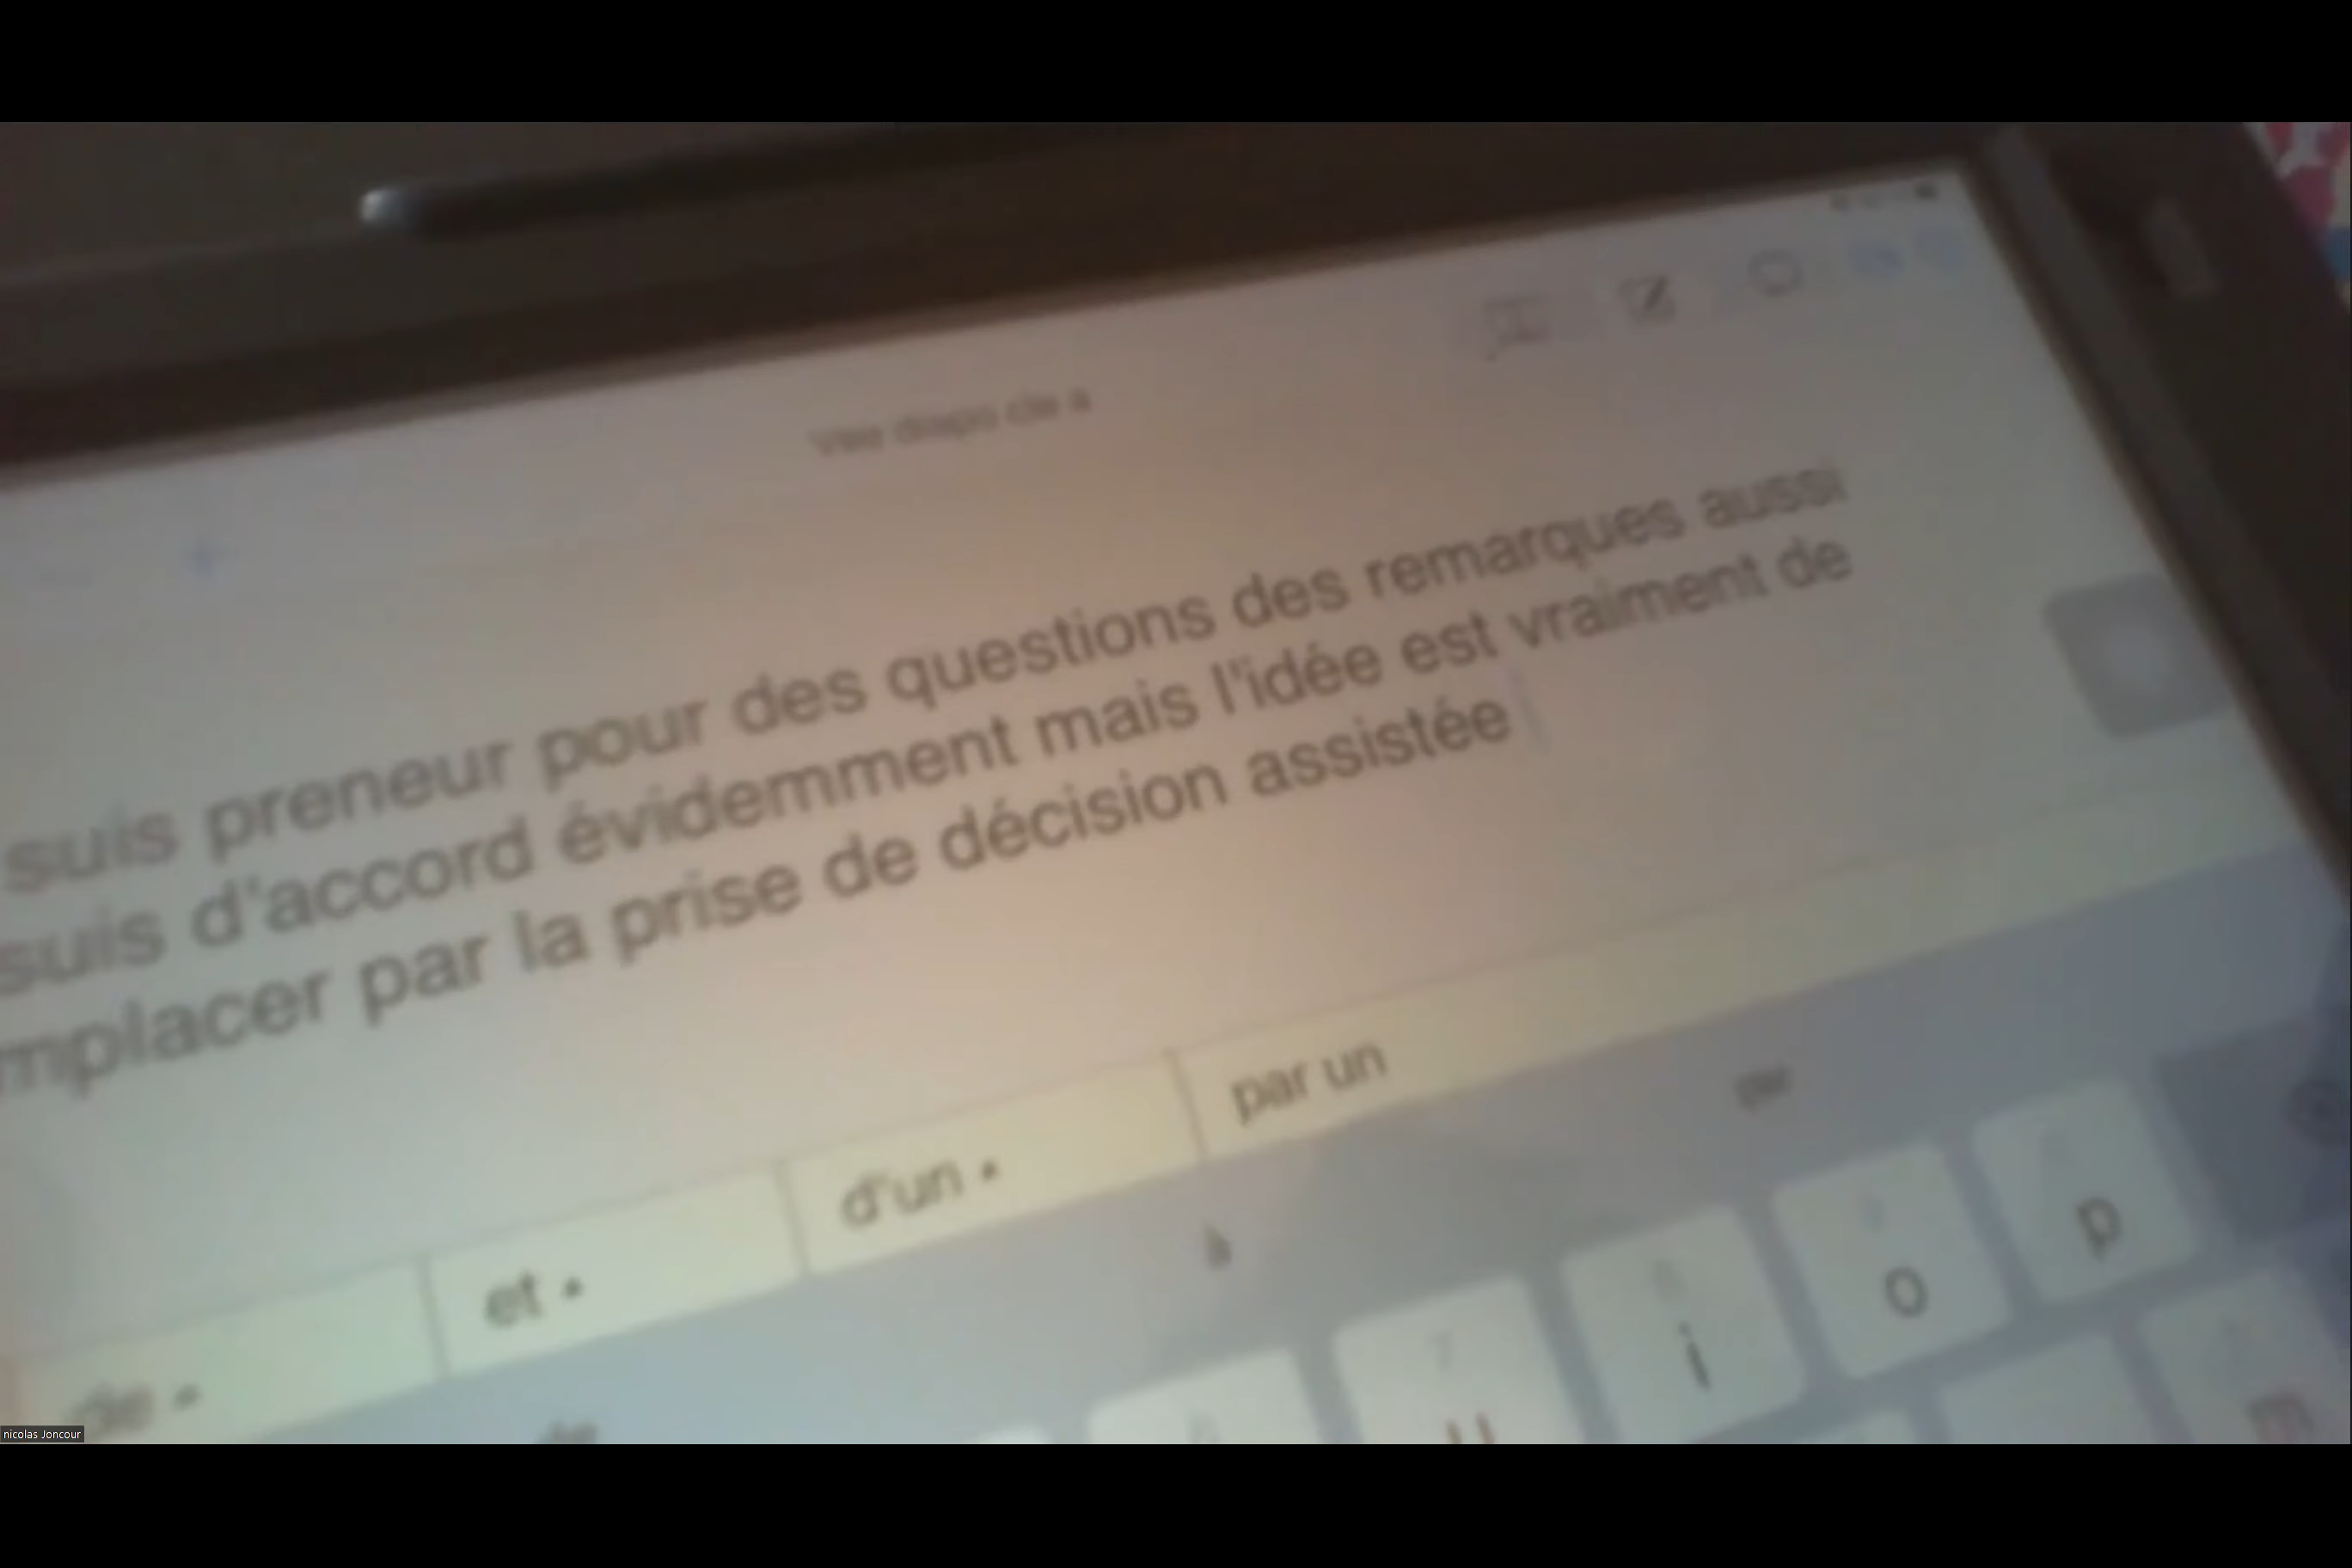 suis preneur pour des questions des remarques aussi
suis d'accord évidemment mais l'idée est vraiment de
mplacer par la prise de décision assistée
de
et
d'un
par un
à
i
o
p
u
m
nicolas Joncour